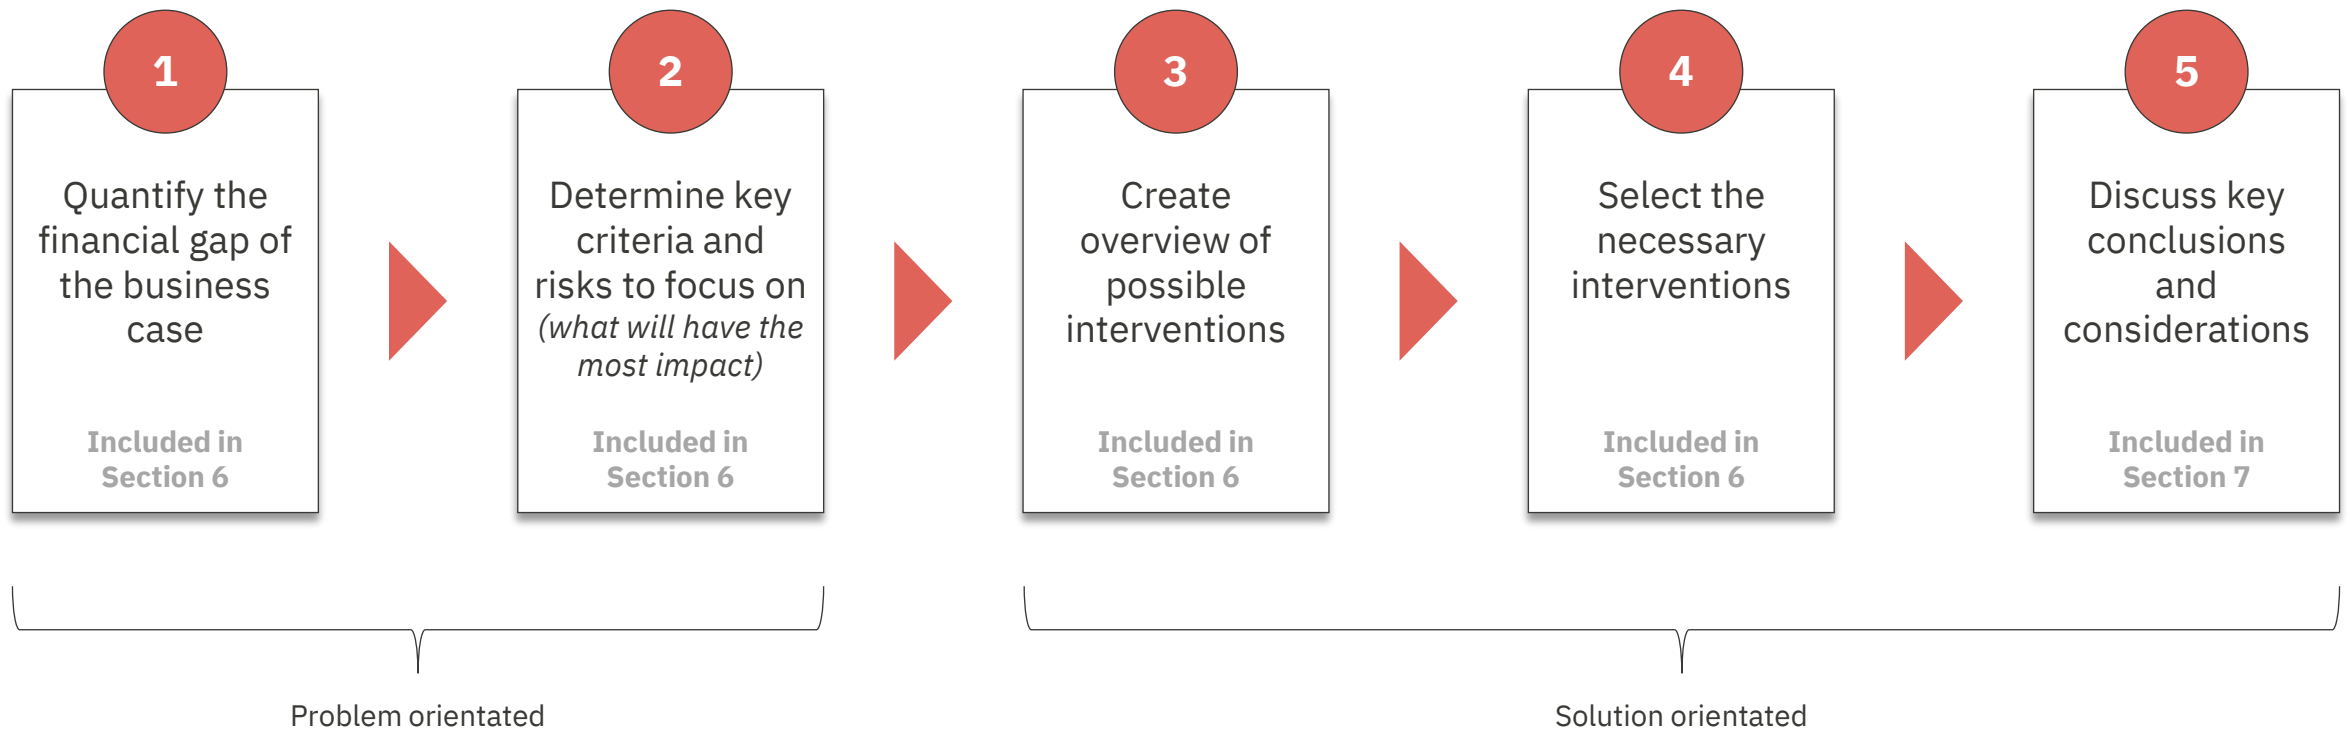 1
Quantify the
financial gap of
the business
case
Included in
Section 6
2
Determine key
criteria and
risks to focus on
(what will have the
most impact)
Included in
Section 6
3
Create
overview of
possible
interventions
Included in
Section 6
4
Select the
necessary
interventions
Included in
Section 6
5
Discuss key
conclusions
and
considerations
Included in
Section 7
Problem orientated
Solution orientated